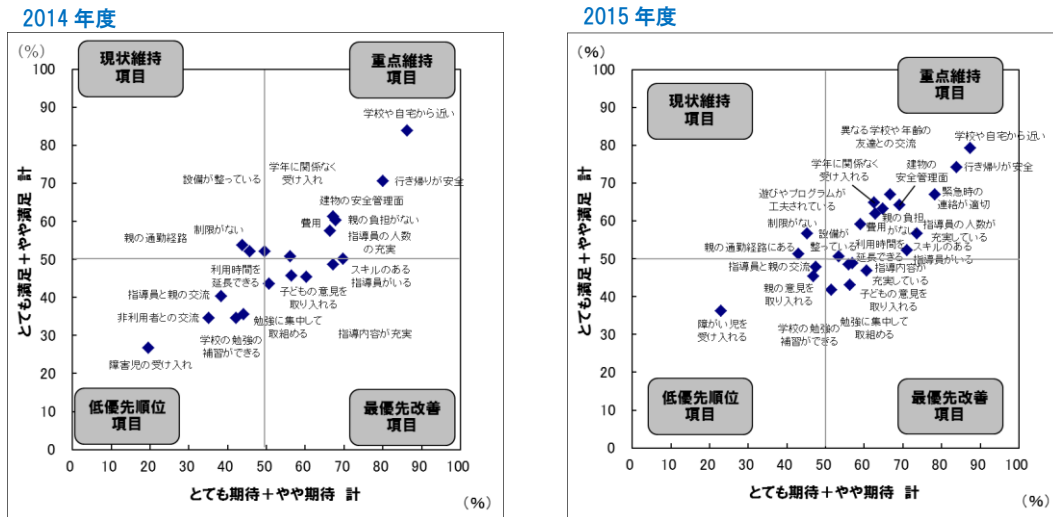 2014 年度
(%)
現状維持
項目
重点維持
項目
学校や自宅から近い
設備が整っている
学年に関係なく
受け入れ
行き帰りが安全
建物の安全管理面
費用
親の負担がない
指導員の人数
の充実
親の通勤経路
制限がない
利用時間を
延長できる
スキルのある
指導員がいる
子どもの意見を
取り入れる
指導員と親の交流
非利用者との交流
勉強に集中して
取組める
指導内容が充実
学校の勉強の
補習ができる
障害児の受け入れ
低優先順位
項目
最優先改善
項目
100
90
80
70
60
50
40
30
20
10
0
0 10 20 30 40 50 60 70 80 90 100
とても満足＋やや満足 計
とても期待＋やや期待 計
(%)
2015 年度
(%)
現状維持
項目
重点維持
項目
異なる学校や年齢の
友達との交流
学校や自宅から近い
学年に関係なく
受け入れる
建物の
安全管理面
行き帰りが安全
遊びやプログラムが
工夫されている
緊急時の
連絡が適切
制限がない
費用
親の負担
がない
指導員の人数が
充実している
親の通勤経路にある
設備が
整っている
利用時間を
延長できる
スキルのある
指導員がいる
指導員と親の交流
指導内容が
充実している
親の意見を
取り入れる
子どもの意見を
取り入れる
障がい児を
受け入れる
学校の勉強の
補習ができる
勉強に集中して
取組める
低優先順位
項目
最優先改善
項目
100
90
80
70
60
50
40
30
20
10
0
0 10 20 30 40 50 60 70 80 90 100
とても満足＋やや満足 計
とても期待＋やや期待 計
(%)